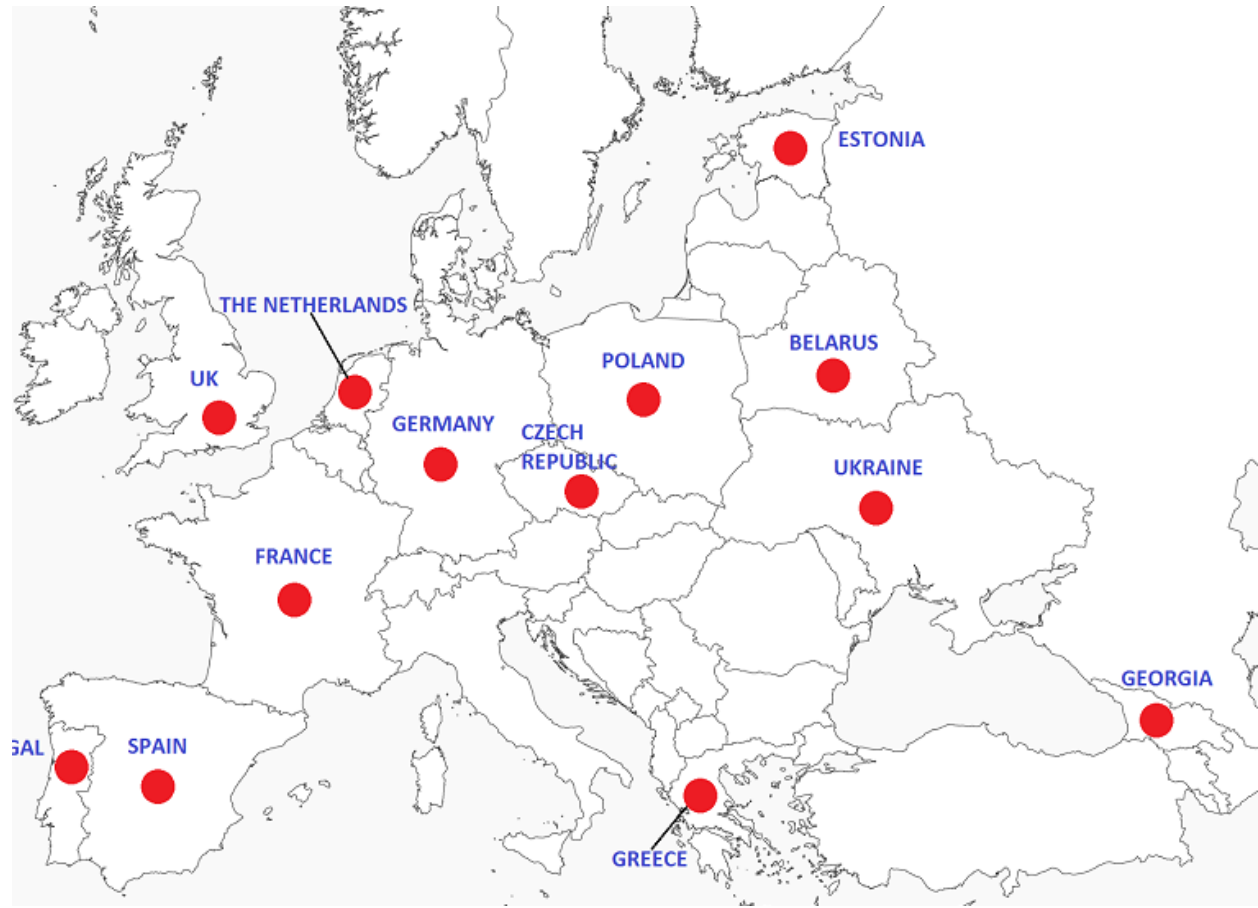 ESTONIA
THE NETHERLANDS
BELARUS
POLAND
UK
GERMANY
CZECH
REPUBLIC
UKRAINE
FRANCE
GEORGIA
GAL
SPAIN
GREECE